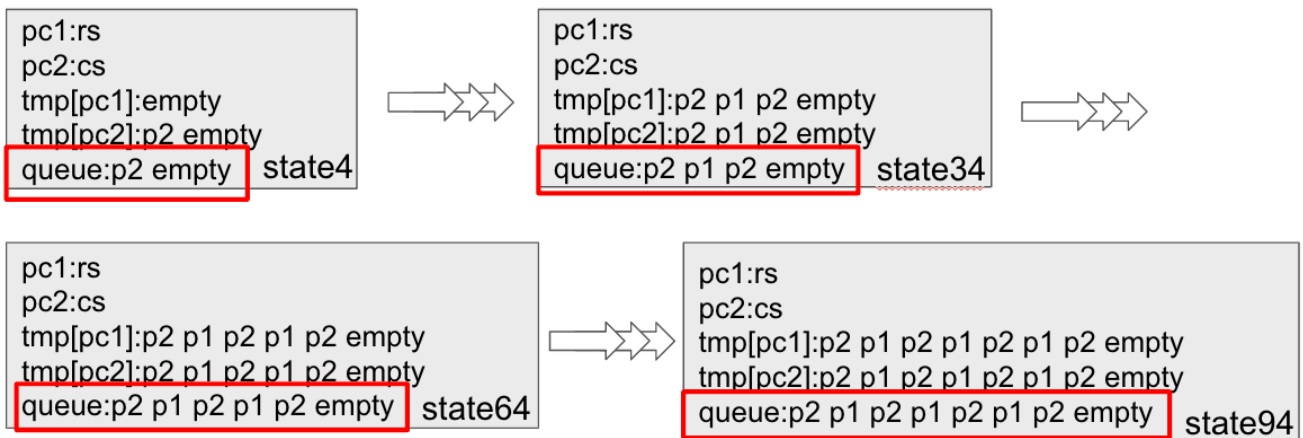 pc1:rs
pc2:cs
tmp[pc1]:empty
tmp[pc2]:p2 empty
queue:p2 empty
state4
pc1:rs
pc2:cs
tmp[pc1]:p2 p1 p2 empty
tmp[pc2]:p2 p1 p2 empty
queue:p2 p1 p2 empty
state34
pc1:rs
pc2:cs
tmp[pc1]:p2 p1 p2 p1 p2 empty
tmp[pc2]:p2 p1 p2 p1 p2 empty
queue:p2 p1 p2 p1 p2 empty
state64
pc1:rs
pc2:cs
tmp[pc1]:p2 p1 p2 p1 p2 p1 p2 empty
tmp[pc2]:p2 p1 p2 p1 p2 p1 p2 empty
queue:p2 p1 p2 p1 p2 p1 p2 empty
state94